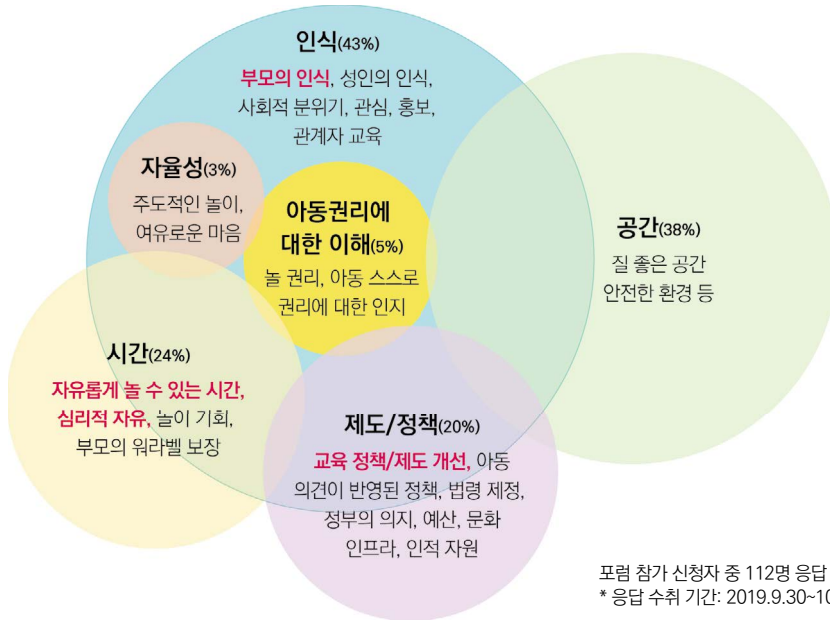 인식(43%)
부모의 인식, 성인의 인식,
사회적 분위기, 관심, 홍보,
관계자 교육
자율성(3%)
주도적인 놀이,
여유로운 마음
아동권리에
대한 이해(5%)
놀 권리, 아동 스스로
권리에 대한 인지
공간(38%)
질 좋은 공간
안전한 환경 등
시간(24%)
자유롭게 놀 수 있는 시간,
심리적 자유, 놀이 기회,
부모의 워라벨 보장
제도/정책(20%)
교육 정책/제도 개선, 아동
의견이 반영된 정책, 법령 제정,
정부의 의지, 예산, 문화
인프라, 인적 자원
포럼 참가 신청자 중 112명 응답
* 응답 수취 기간: 2019.9.30~10